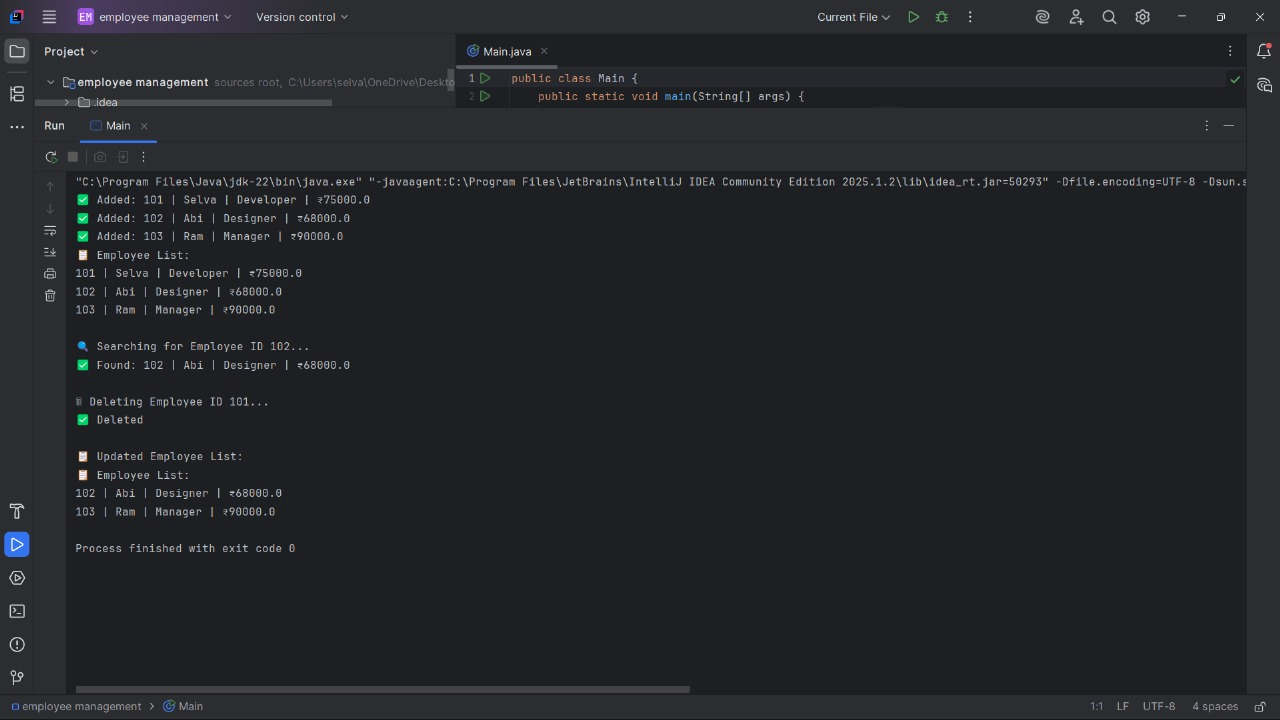 EM employee management Version control Current File
Project Main.java
employee management sources root, C:\Users\selva\OneDrive\Deskto
1 public class Main {
.idea
2 public static void main(String[] args) {
Run Main
"C:\Program Files\Java\jdk-22\bin\java.exe" "-javaagent:C:\Program Files\JetBrains\IntelliJ IDEA Community Edition 2025.1.2\lib\idea_rt.jar=50293" -Dfile.encoding=UTF-8 -Dsun.s
✅ Added: 101 | Selva | Developer | ₹75000.0
✅ Added: 102 | Abi | Designer | ₹68000.0
✅ Added: 103 | Ram | Manager | ₹90000.0
📋 Employee List:
101 | Selva | Developer | ₹75000.0
102 | Abi | Designer | ₹68000.0
103 | Ram | Manager | ₹90000.0
🔍 Searching for Employee ID 102...
✅ Found: 102 | Abi | Designer | ₹68000.0
🗑 Deleting Employee ID 101...
✅ Deleted
📋 Updated Employee List:
📋 Employee List:
102 | Abi | Designer | ₹68000.0
103 | Ram | Manager | ₹90000.0
Process finished with exit code 0
employee management > Main 1:1 LF UTF-8 4 spaces